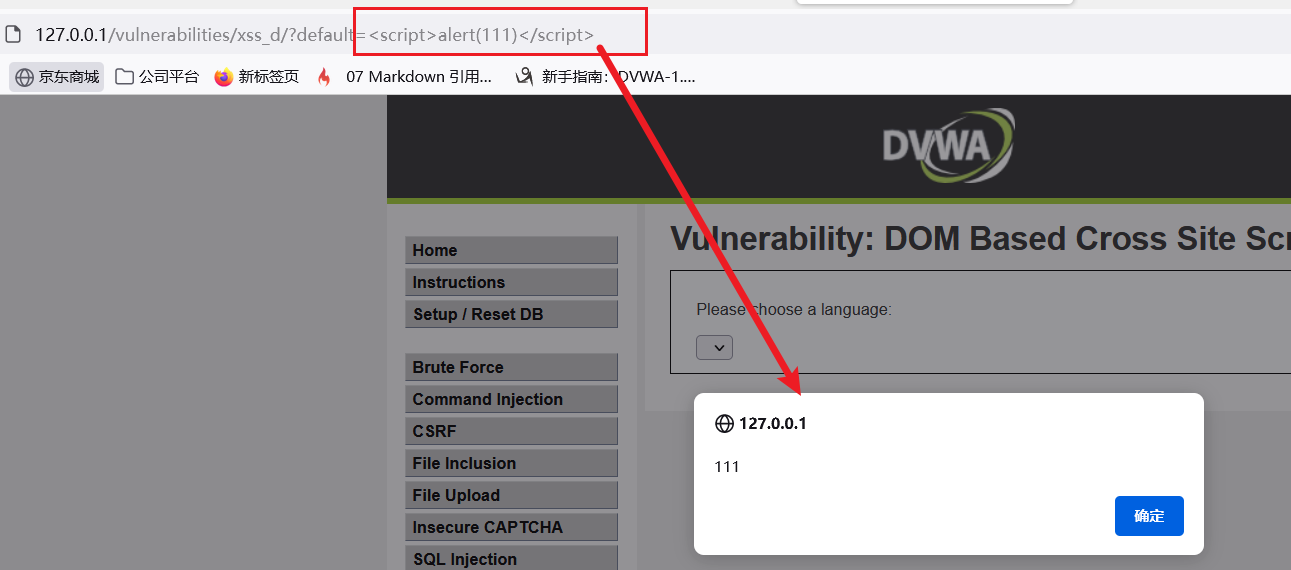 127.0.0.1/vulnerabilities/xss_d/?default=<script>alert(111)</script>
京东商城 公司平台 新标签页 07 Markdown 引用... 新手指南：DVWA-1....
DVWA
Vulnerability: DOM Based Cross Site Scr
Home
Instructions
Setup / Reset DB
Please choose a language:
Brute Force
Command Injection
CSRF
File Inclusion
File Upload
Insecure CAPTCHA
SQL Injection
127.0.0.1
111
确定